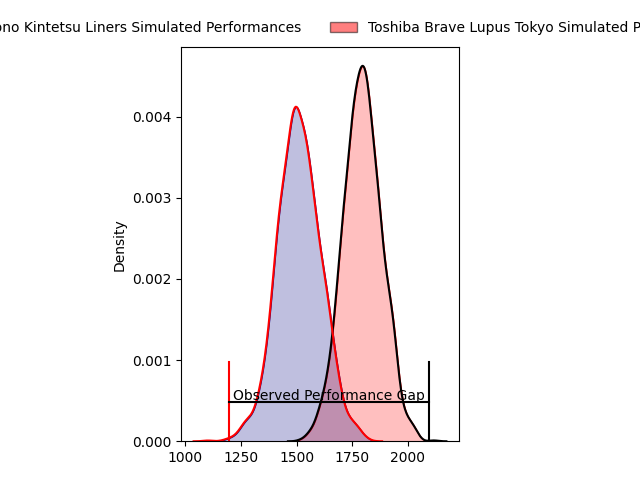 no Kintetsu Liners Simulated Performances
Toshiba Brave Lupus Tokyo Simulated P
Density
0.004
0.003
0.002
0.001
0.000
Observed Performance Gap
1000 1250 1500 1750 2000